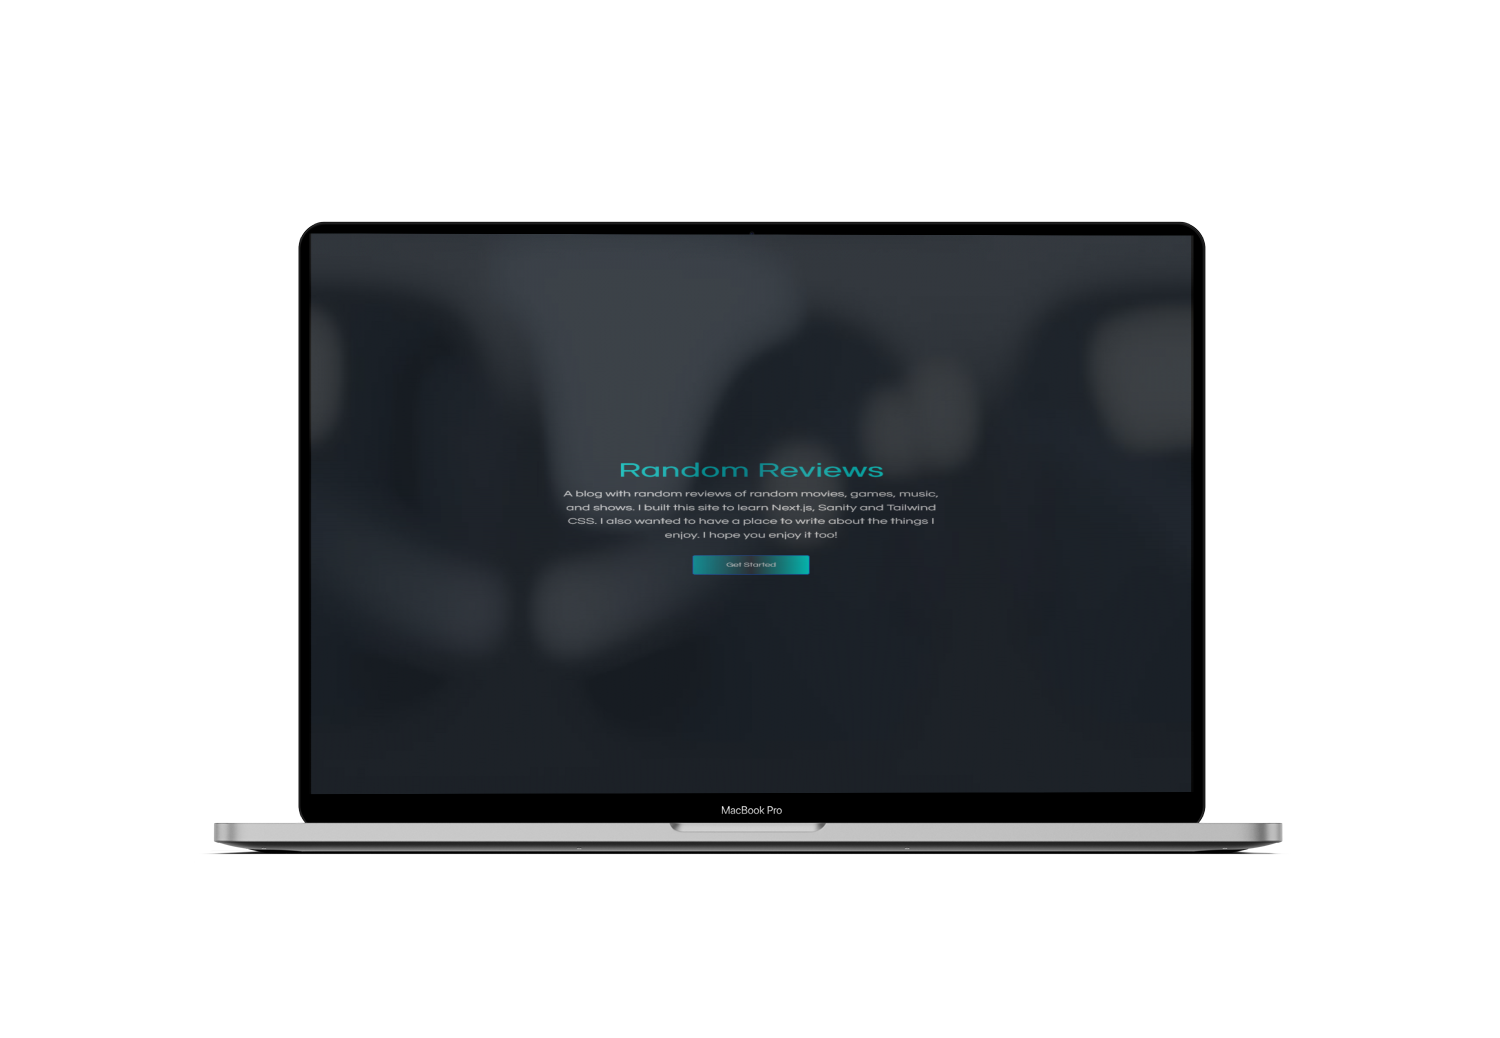 Random Reviews
A blog with random reviews of random movies, games, music,
and shows. I built this site to learn Next.js, Sanity and Tailwind
CSS. I also wanted to have a place to write about the things I
enjoy. I hope you enjoy it too!
Get Started
MacBook Pro